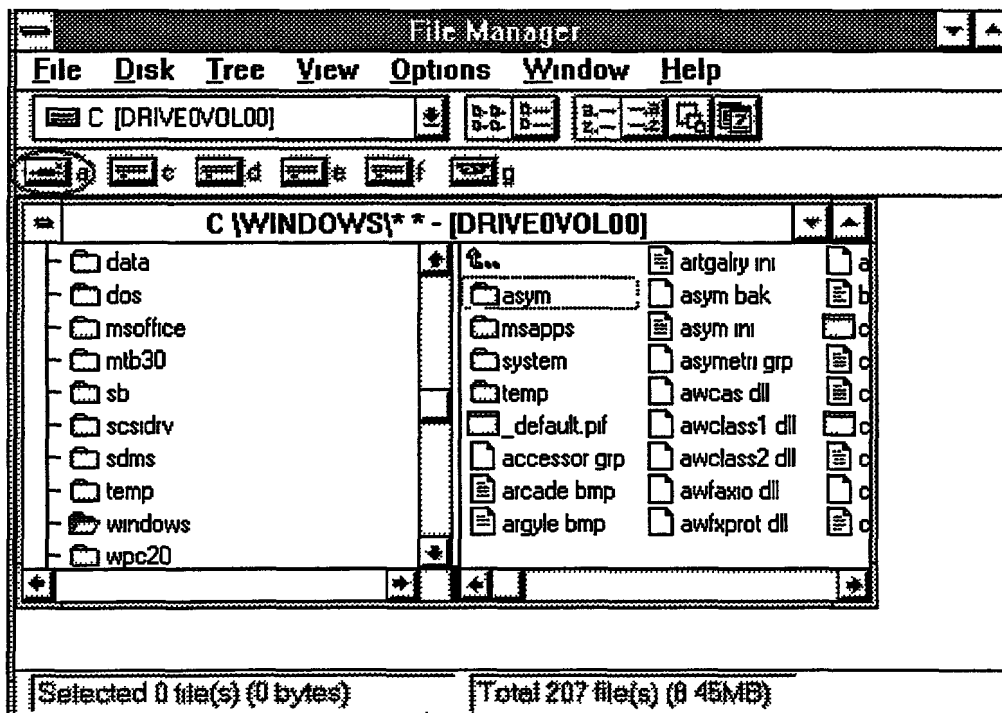 File Manager
File Disk Tree View Options Window Help
C [DRIVE0VOL00]
a c d e f g
C \WINDOWS\* * - [DRIVE0VOL00]
data
dos
msoffice
mtb30
sb
scsidrv
sdms
temp
windows
wpc20
asym
msapps
system
temp
_default.pif
accessor grp
arcade bmp
argyle bmp
artgalry ini
asym bak
asym ini
asymetri grp
awcas dll
awclass1 dll
awclass2 dll
awfaxio dll
awfxprot dll
a
b
c
c
c
c
c
c
c
Selected 0 file(s) (0 bytes)
Total 207 file(s) (8 45MB)